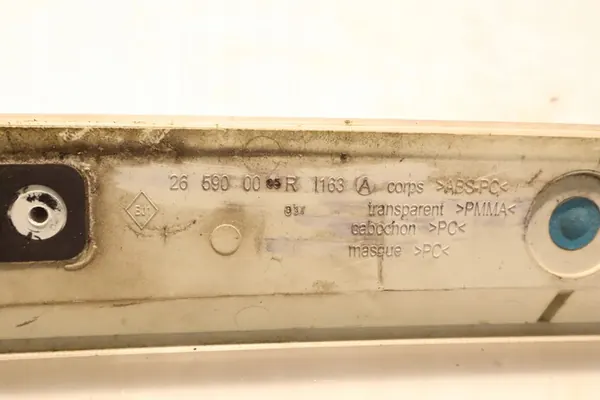 26 590 00 R 1163 A corps >ABS-PC<
transparent >PMMA<
cabochon >PC<
masque >PC<